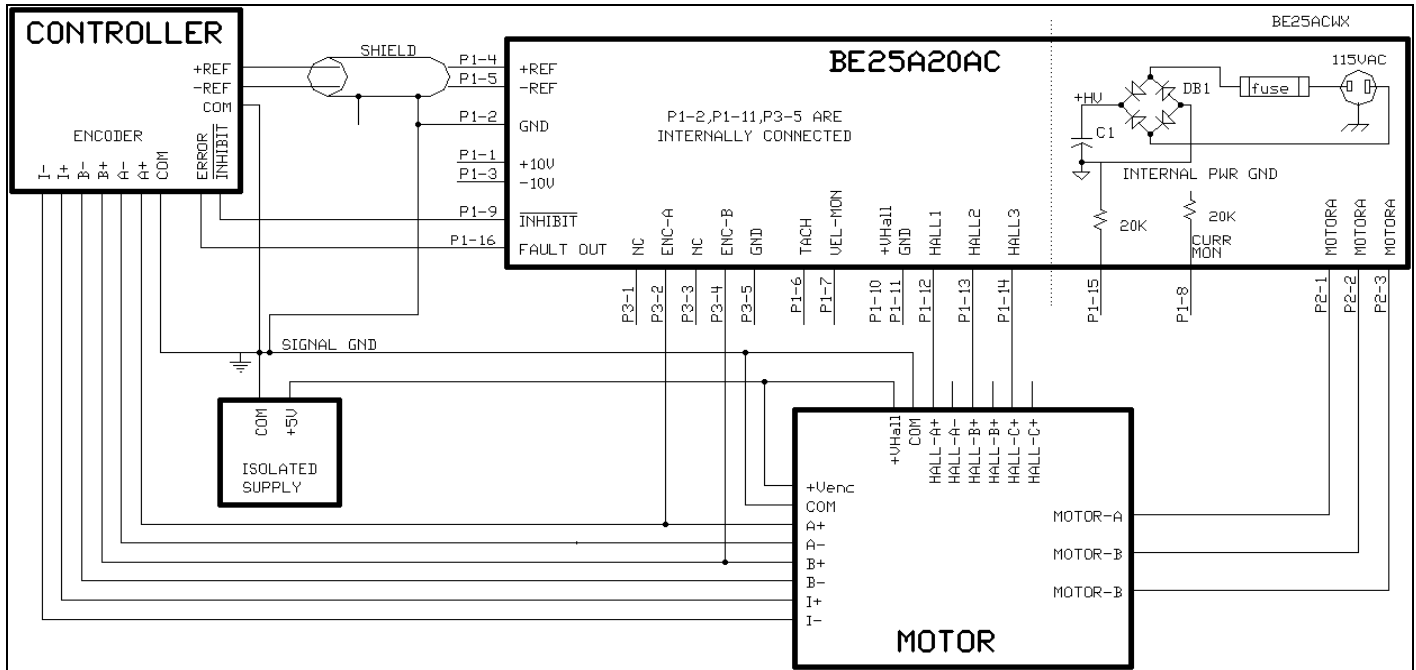 BE25ACWX
CONTROLLER
+REF
-REF
COM
ENCODER
I-
I+
B-
B+
A-
A+
COM
ERROR
INHIBIT
SHIELD
P1-4
P1-5
P1-2
P1-1
P1-3
P1-9
P1-16
BE25A20AC
+REF
-REF
GND
+10V
-10V
INHIBIT
FAULT OUT
P1-2,P1-11,P3-5 ARE
INTERNALLY CONNECTED
NC
ENC-A
NC
ENC-B
GND
TACH
VEL-MON
+VHall
GND
HALL1
HALL2
HALL3
115VAC
fuse
DB1
+HV
C1
INTERNAL PWR GND
20K
20K
CURR
MON
MOTORA
MOTORA
MOTORA
P3-1
P3-2
P3-3
P3-4
P3-5
P1-6
P1-7
P1-10
P1-11
P1-12
P1-13
P1-14
P1-15
P1-8
P2-1
P2-2
P2-3
SIGNAL GND
COM
+5V
ISOLATED
SUPPLY
+VHall
COM
HALL-A+
HALL-A-
HALL-B+
HALL-B+
HALL-C+
HALL-C+
+Venc
COM
A+
A-
B+
B-
I+
I-
MOTOR-A
MOTOR-B
MOTOR-B
MOTOR